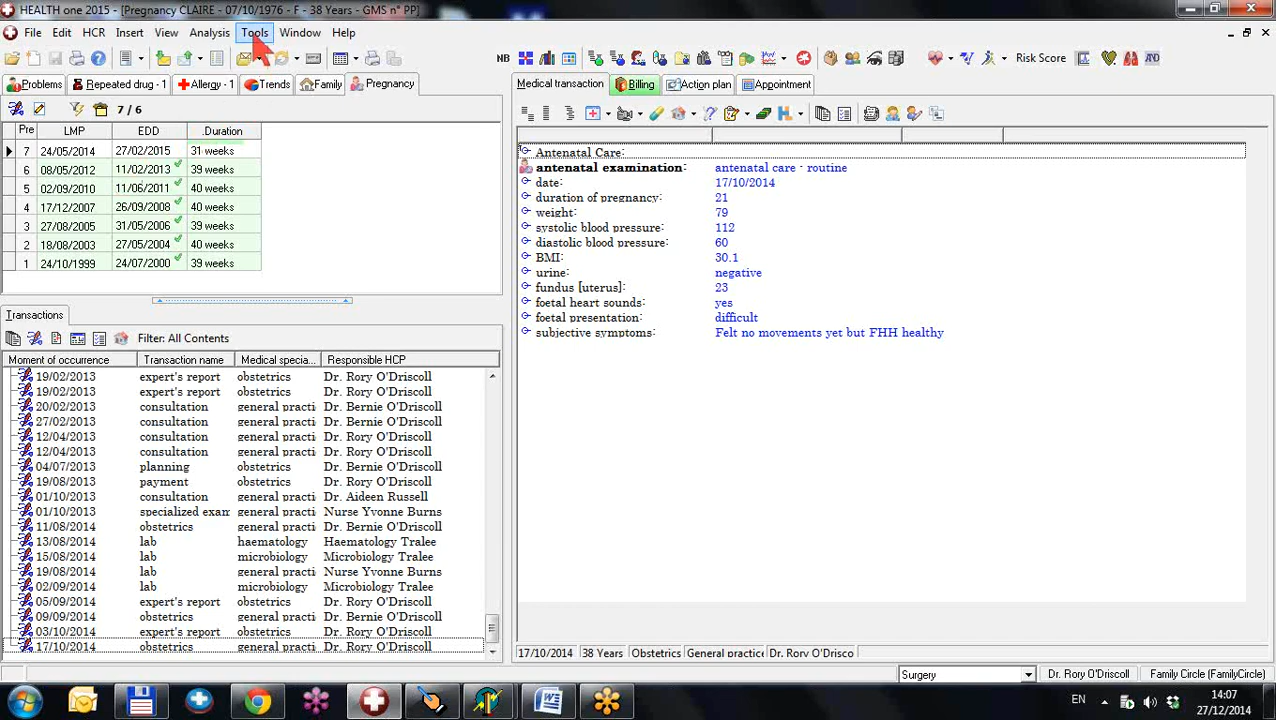 HEALTH one 2015 - [Pregnancy CLAIRE - 07/10/1976 - F - 38 Years - GMS n° PP]
File Edit HCR Insert View Analysis Tools Window Help
NB Risk Score AND
Problems Repeated drug - 1 Allergy - 1 Trends Family Pregnancy
7 / 6
Pre LMP EDD .Duration
7 24/05/2014 27/02/2015 31 weeks
6 08/05/2012 11/02/2013 39 weeks
5 02/03/2010 11/06/2011 40 weeks
4 17/12/2007 26/09/2008 40 weeks
3 27/08/2005 31/05/2006 39 weeks
2 18/08/2003 27/05/2004 40 weeks
1 24/10/1999 24/07/2000 39 weeks
Transactions
Filter: All Contents
Moment of occurrence Transaction name Medical specia... Responsible HCP
19/02/2013 expert's report obstetrics Dr. Rory O'Driscoll
19/02/2013 expert's report obstetrics Dr. Rory O'Driscoll
20/02/2013 consultation general practi Dr. Bernie O'Driscoll
27/02/2013 consultation general practi Dr. Bernie O'Driscoll
12/04/2013 consultation general practi Dr. Rory O'Driscoll
12/04/2013 consultation general practi Dr. Rory O'Driscoll
04/07/2013 planning obstetrics Dr. Bernie O'Driscoll
19/08/2013 payment obstetrics Dr. Rory O'Driscoll
01/10/2013 consultation general practi Dr. Aideen Russell
01/10/2013 specialized exam general practi Nurse Yvonne Burns
11/08/2014 obstetrics general practi Dr. Bernie O'Driscoll
13/08/2014 lab haematology Haematology Tralee
15/08/2014 lab microbiology Microbiology Tralee
18/08/2014 lab general practi Nurse Yvonne Burns
02/09/2014 lab microbiology Microbiology Tralee
05/09/2014 expert's report obstetrics Dr. Rory O'Driscoll
09/09/2014 obstetrics general practi Dr. Bernie O'Driscoll
03/10/2014 expert's report obstetrics Dr. Rory O'Driscoll
17/10/2014 obstetrics general practi Dr. Rory O'Driscoll
Medical transaction Billing Action plan Appointment
Antenatal Care:
antenatal examination: antenatal care - routine
date: 17/10/2014
duration of pregnancy: 21
weight: 79
systolic blood pressure: 112
diastolic blood pressure: 60
BMI: 30.1
urine: negative
fundus [uterus]: 23
foetal heart sounds: yes
foetal presentation: difficult
subjective symptoms: Felt no movements yet but FHH healthy
17/10/2014 38 Years Obstetrics General practice Dr. Rory O'Drisco
Surgery Dr. Rory O'Driscoll Family Circle (FamilyCircle)
EN 14:07
27/12/2014